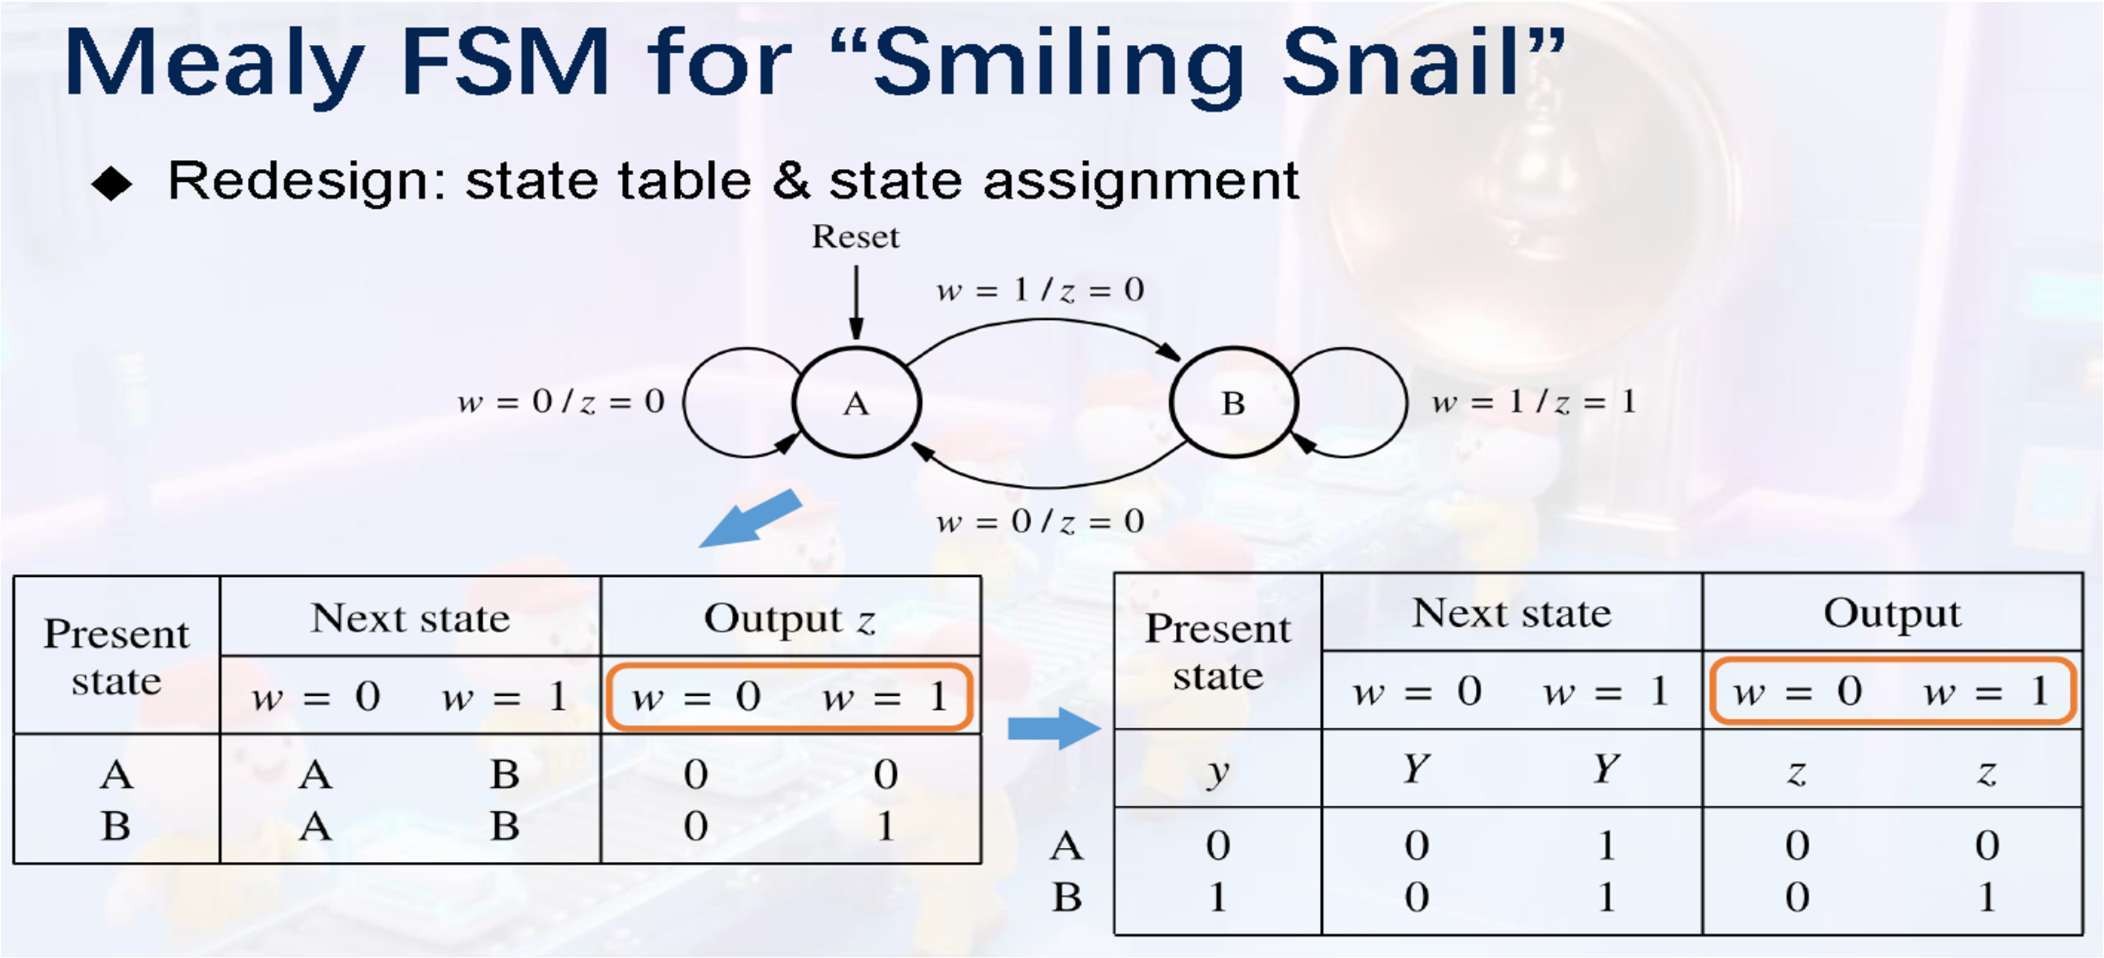 Mealy FSM for “Smiling Snail”
◆ Redesign: state table & state assignment
Reset
w = 1 / z = 0
w = 0 / z = 0
A
B
w = 1 / z = 1
w = 0 / z = 0
Present state
Next state
Output z
w = 0 w = 1 w = 0 w = 1
A A B 0 0
B A B 0 1
Present state
Next state
Output
w = 0 w = 1 w = 0 w = 1
y Y Y z z
A 0 0 1 0 0
B 1 0 1 0 1